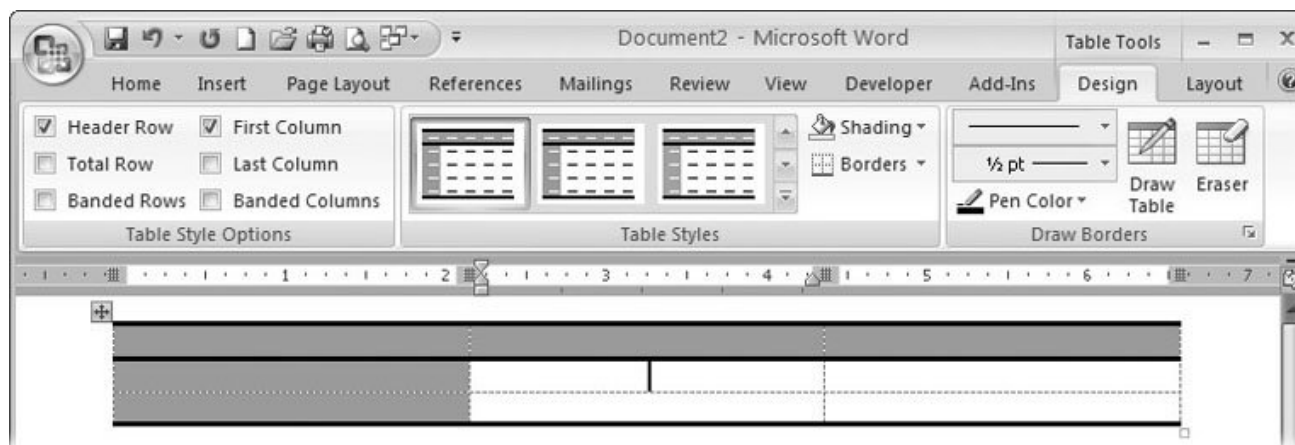 Document2 - Microsoft Word Table Tools
Home Insert Page Layout References Mailings Review View Developer Add-Ins Design Layout
Header Row First Column
Total Row Last Column
Banded Rows Banded Columns
Table Style Options
Shading
Borders
Table Styles
½ pt
Pen Color
Draw Table
Eraser
Draw Borders
1 2 3 4 5 6 7